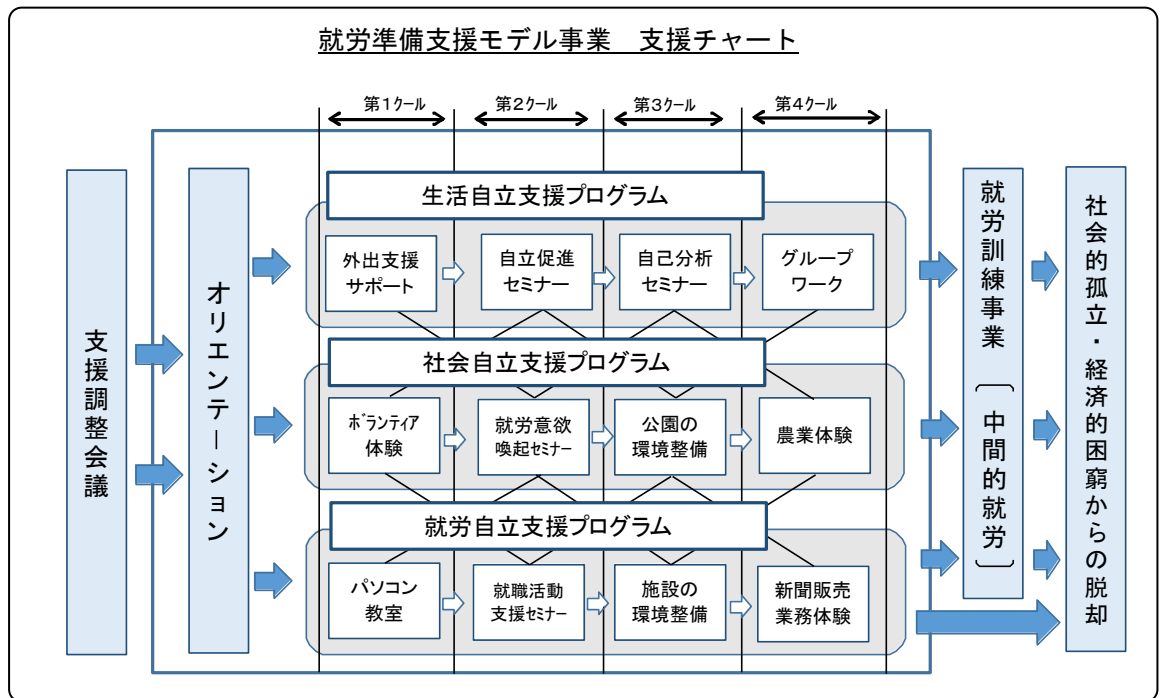 就労準備支援モデル事業　支援チャート
第1ｸｰﾙ
第2ｸｰﾙ
第3ｸｰﾙ
第4ｸｰﾙ
支援調整会議
オリエンテーション
生活自立支援プログラム
外出支援
サポート
自立促進
セミナー
自己分析
セミナー
グループ
ワーク
社会自立支援プログラム
ﾎﾞﾗﾝﾃｨｱ
体験
就労意欲
喚起ｾﾐﾅｰ
公園の
環境整備
農業体験
就労自立支援プログラム
パソコン
教室
就職活動
支援ｾﾐﾅｰ
施設の
環境整備
新聞販売
業務体験
就労訓練事業〔中間的就労〕
社会的孤立・経済的困窮からの脱却